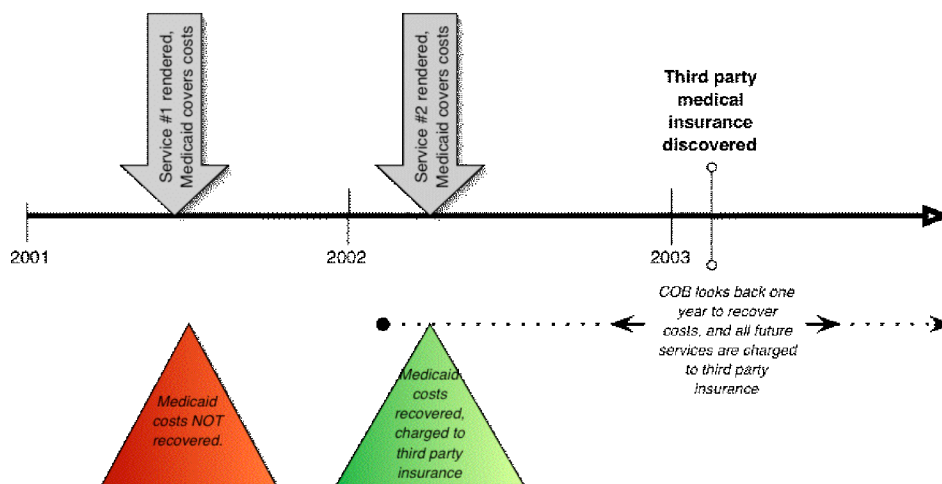 Service #1 rendered,
Medicaid covers costs
Service #2 rendered,
Medicaid covers costs
Third party
medical
insurance
discovered
2001
2002
2003
COB looks back one
year to recover
costs, and all future
services are charged
to third party
insurance
Medicaid
costs NOT
recovered.
Medicaid
costs
recovered,
charged to
third party
insurance